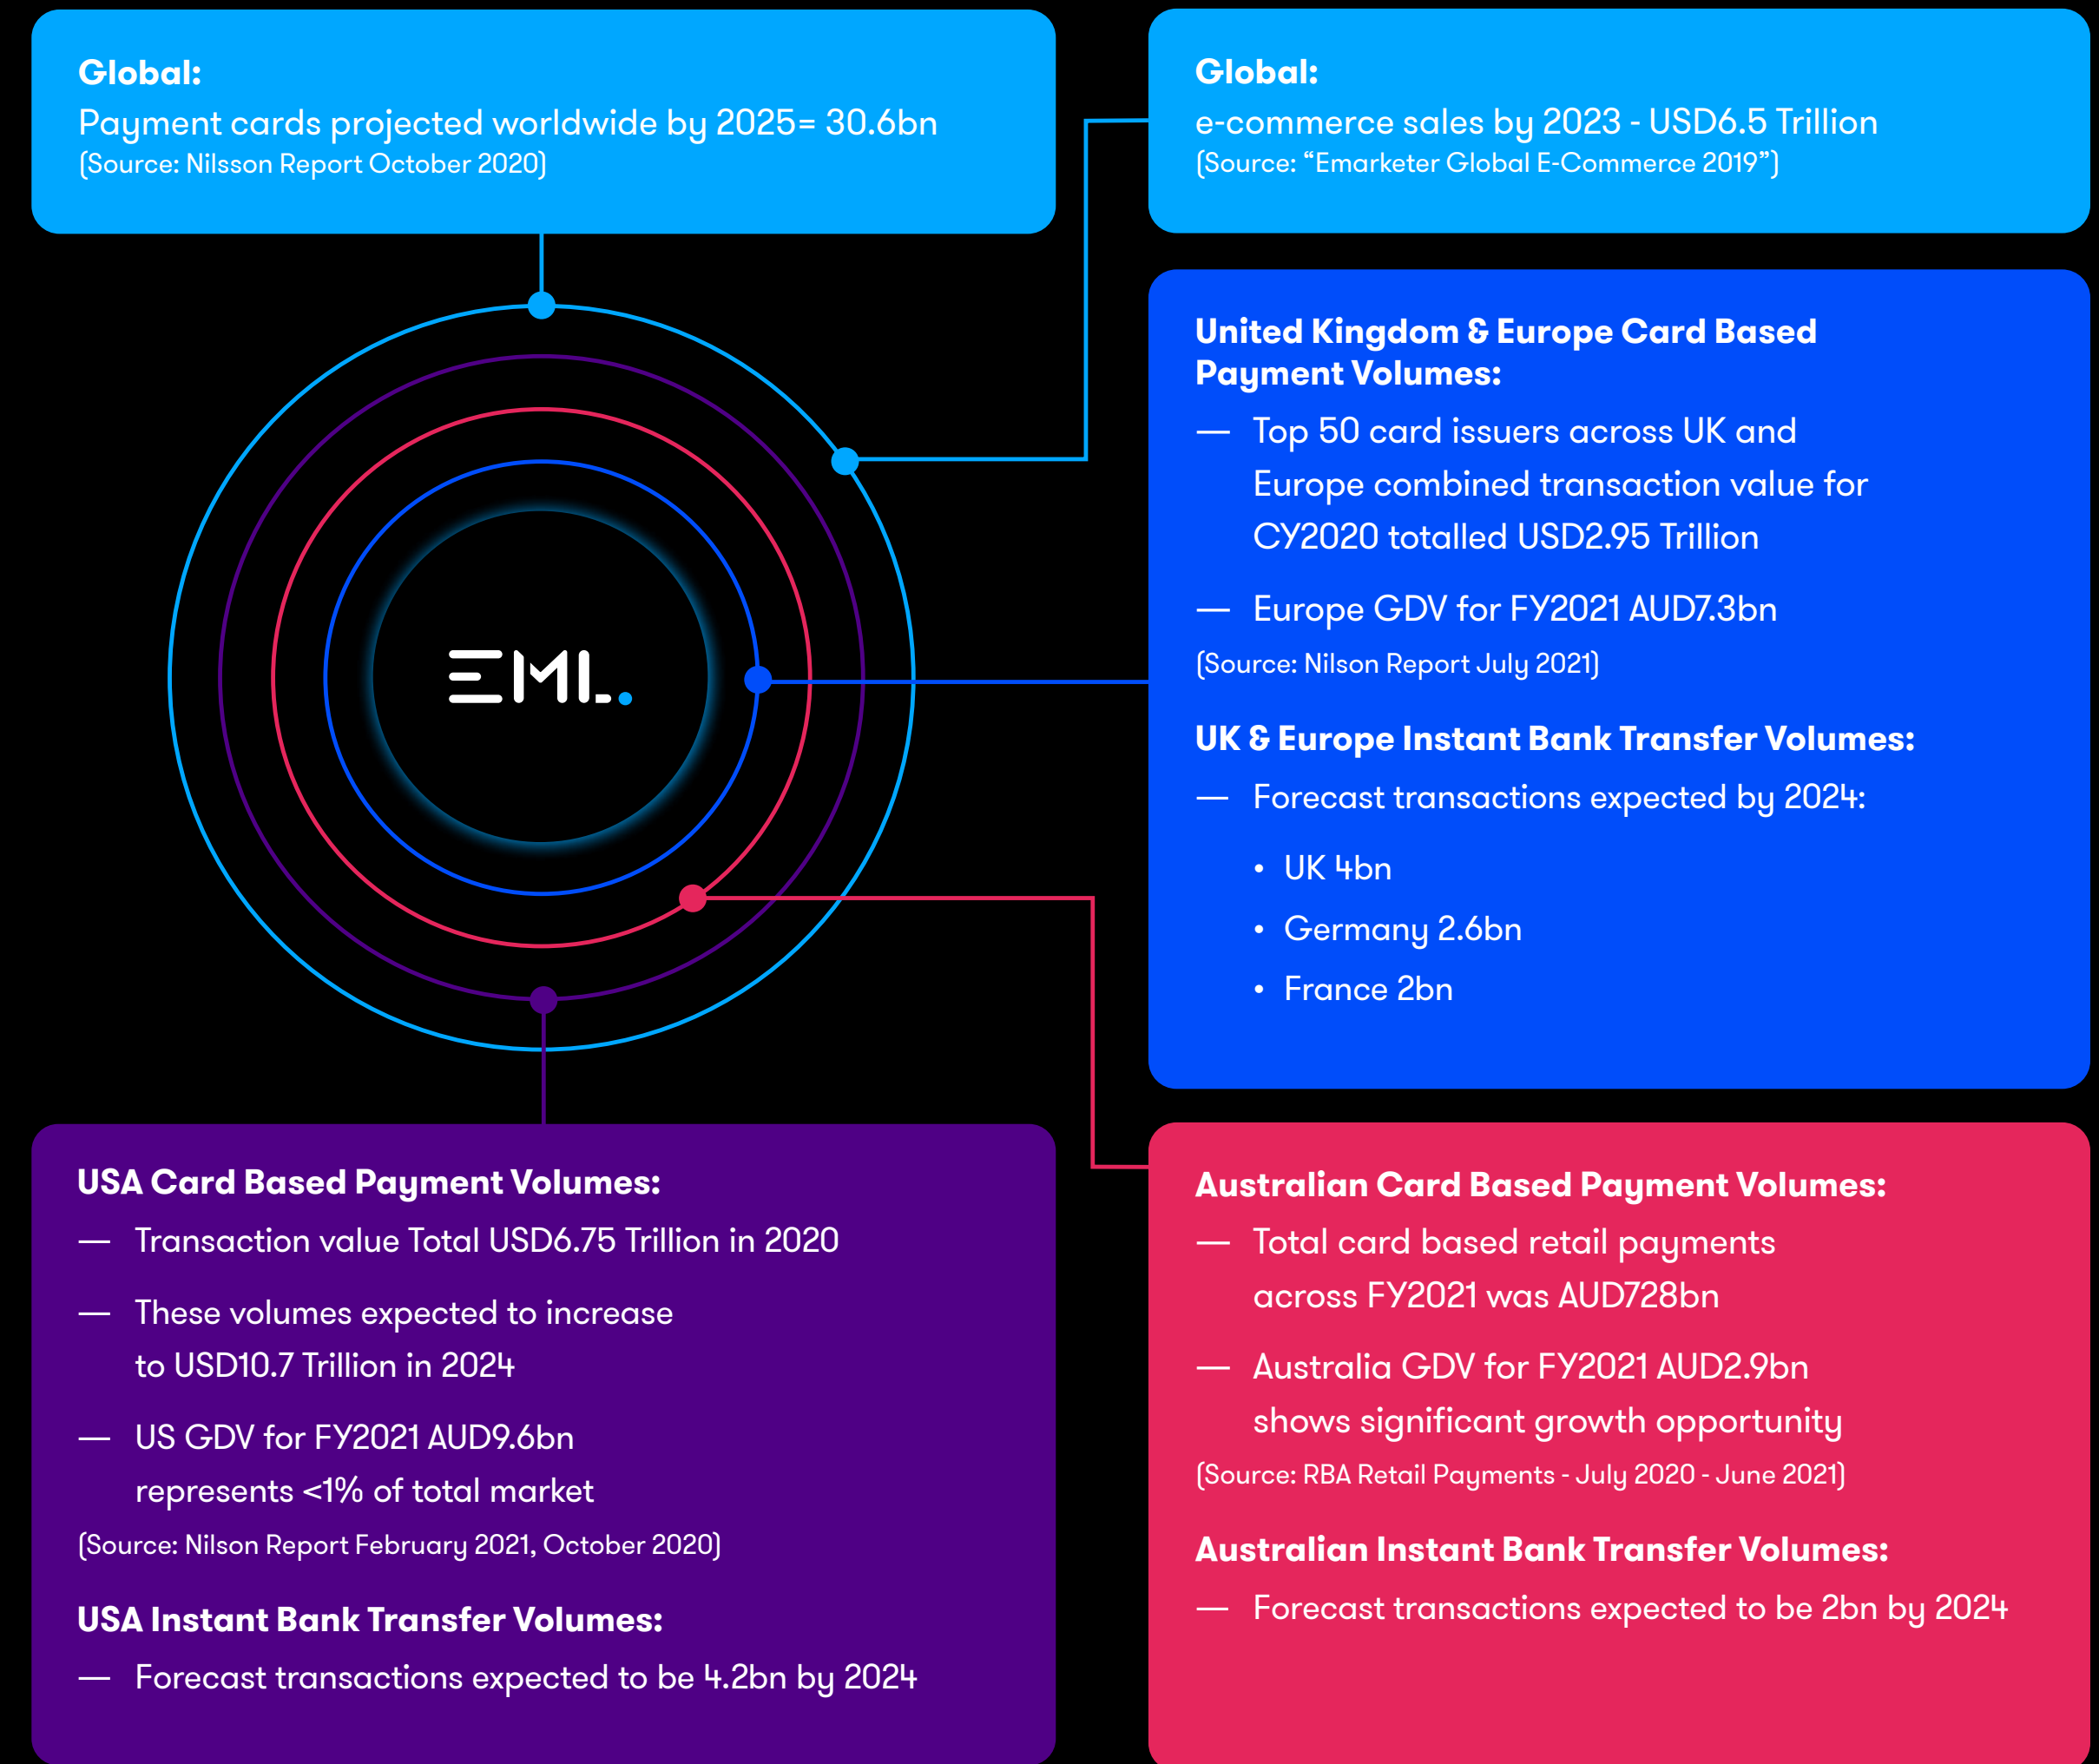 Global:
Payment cards projected worldwide by 2025= 30.6bn
(Source: Nilsson Report October 2020)
Global:
e-commerce sales by 2023 - USD6.5 Trillion
(Source: “Emarketer Global E-Commerce 2019”)
United Kingdom & Europe Card Based
Payment Volumes:
— Top 50 card issuers across UK and
Europe combined transaction value for
CY2020 totalled USD2.95 Trillion
— Europe GDV for FY2021 AUD7.3bn
(Source: Nilson Report July 2021)
UK & Europe Instant Bank Transfer Volumes:
— Forecast transactions expected by 2024:
• UK 4bn
• Germany 2.6bn
• France 2bn
EML.
USA Card Based Payment Volumes:
— Transaction value Total USD6.75 Trillion in 2020
— These volumes expected to increase
to USD10.7 Trillion in 2024
— US GDV for FY2021 AUD9.6bn
represents <1% of total market
(Source: Nilson Report February 2021, October 2020)
USA Instant Bank Transfer Volumes:
— Forecast transactions expected to be 4.2bn by 2024
Australian Card Based Payment Volumes:
— Total card based retail payments
across FY2021 was AUD728bn
— Australia GDV for FY2021 AUD2.9bn
shows significant growth opportunity
(Source: RBA Retail Payments - July 2020 - June 2021)
Australian Instant Bank Transfer Volumes:
— Forecast transactions expected to be 2bn by 2024